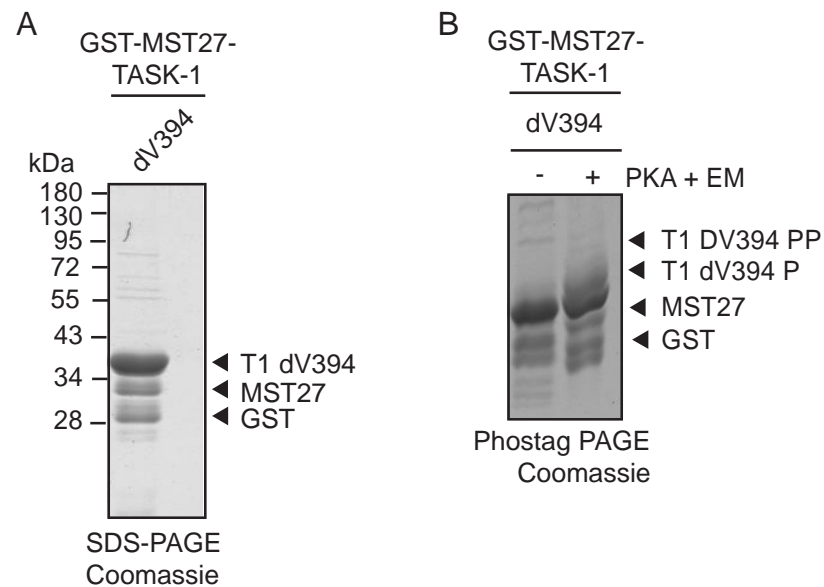 A
GST-MST27-
TASK-1
dV394
kDa
180
130
95
72
55
43
34
28
T1 dV394
MST27
GST
SDS-PAGE
Coomassie
B
GST-MST27-
TASK-1
dV394
- + PKA + EM
T1 DV394 PP
T1 dV394 P
MST27
GST
Phostag PAGE
Coomassie